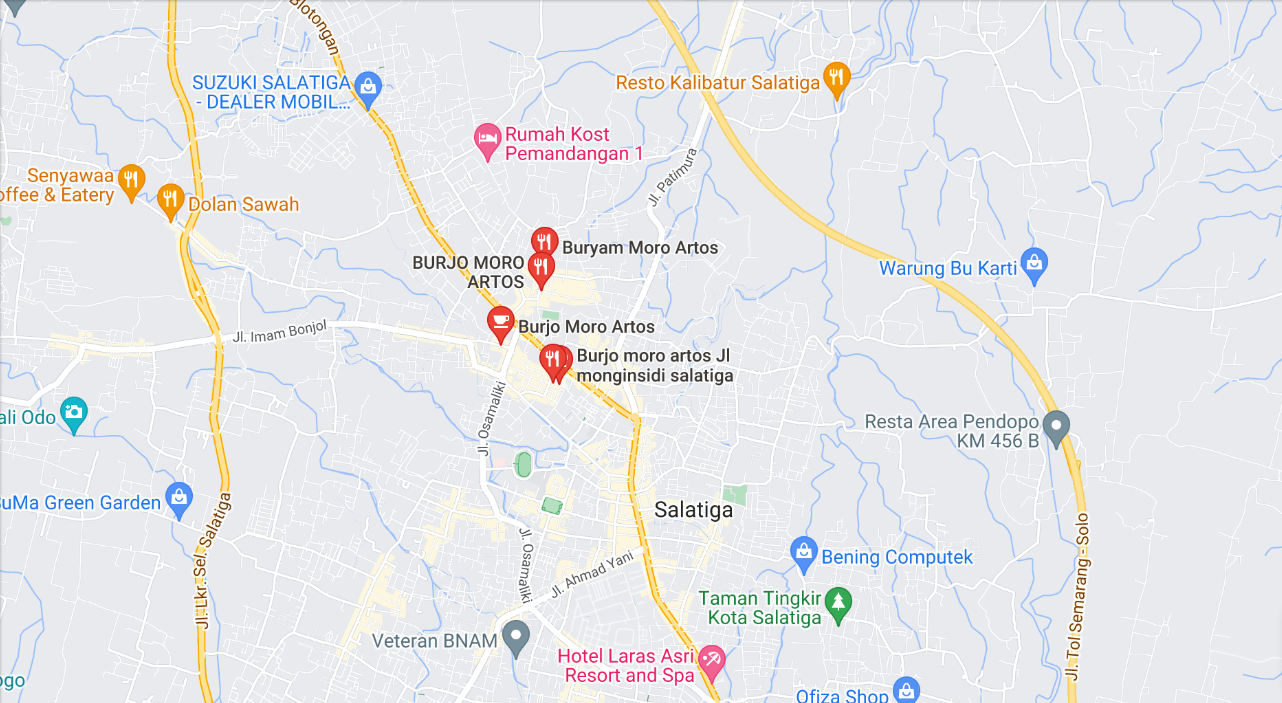 Blotongan
SUZUKI SALATIGA
- DEALER MOBIL...
Resto Kalibatur Salatiga
Rumah Kost
Pemandangan 1
Jl. Patimura
Senyawaa
offee & Eatery
Dolan Sawah
Buryam Moro Artos
BURJO MORO
ARTOS
Warung Bu Karti
Jl. Imam Bonjol
Burjo Moro Artos
Burjo moro artos Jl
monginsidi salatiga
Jl. Osamaliki
ali Odo
Resta Area Pendopo
KM 456 B
BuMa Green Garden
Jl. Lkr. Sel. Salatiga
Salatiga
Jl. Osamaliki
Jl. Ahmad Yani
Bening Computek
Jl. Tol Semarang - Solo
Taman Tingkir
Kota Salatiga
Veteran BNAM
Hotel Laras Asri
Resort and Spa
ogo
Ofiza Shop